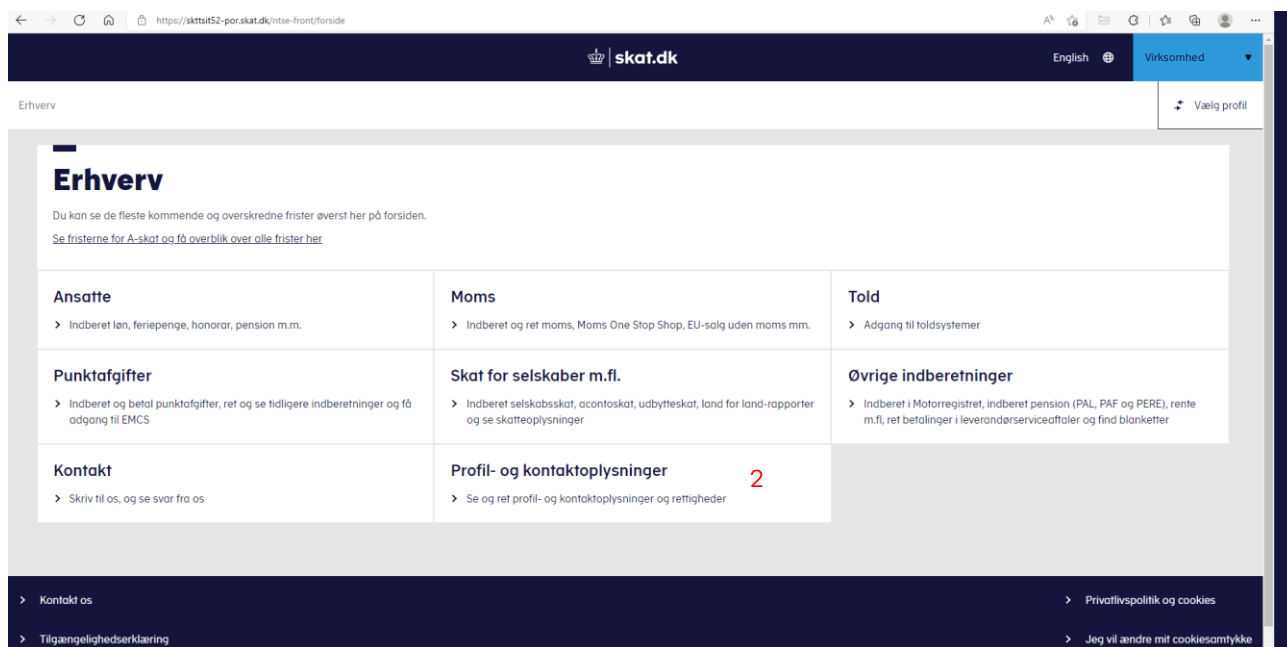 https://skttsit52-por.skat.dk/ntse-front/forside
skat.dk
English
Virksomhed
Erhverv
Vælg profil
Erhverv
Du kan se de fleste kommende og overskredne frister øverst her på forsiden.
Se fristerne for A-skat og få overblik over alle frister her
Ansatte
Indberet løn, feriepenge, honorar, pension m.m.
Moms
Indberet og ret moms, Moms One Stop Shop, EU-salg uden moms mm.
Told
Adgang til toldsystemer
Punktafgifter
Indberet og betal punktafgifter, ret og se tidligere indberetninger og få
adgang til EMCS
Skat for selskaber m.fl.
Indberet selskabsskat, acontoskat, udbytteskat, land for land-rapporter
og se skatteoplysninger
Øvrige indberetninger
Indberet i Motorregistret, indberet pension (PAL, PAF og PERE), rente
m.fl, ret betalinger i leverandørserviceaftaler og find blanketter
Kontakt
Skriv til os, og se svar fra os
Profil- og kontaktoplysninger
2
Se og ret profil- og kontaktoplysninger og rettigheder
Kontakt os
Privatlivspolitik og cookies
Tilgængelighedserklæring
Jeg vil ændre mit cookiesamtykke